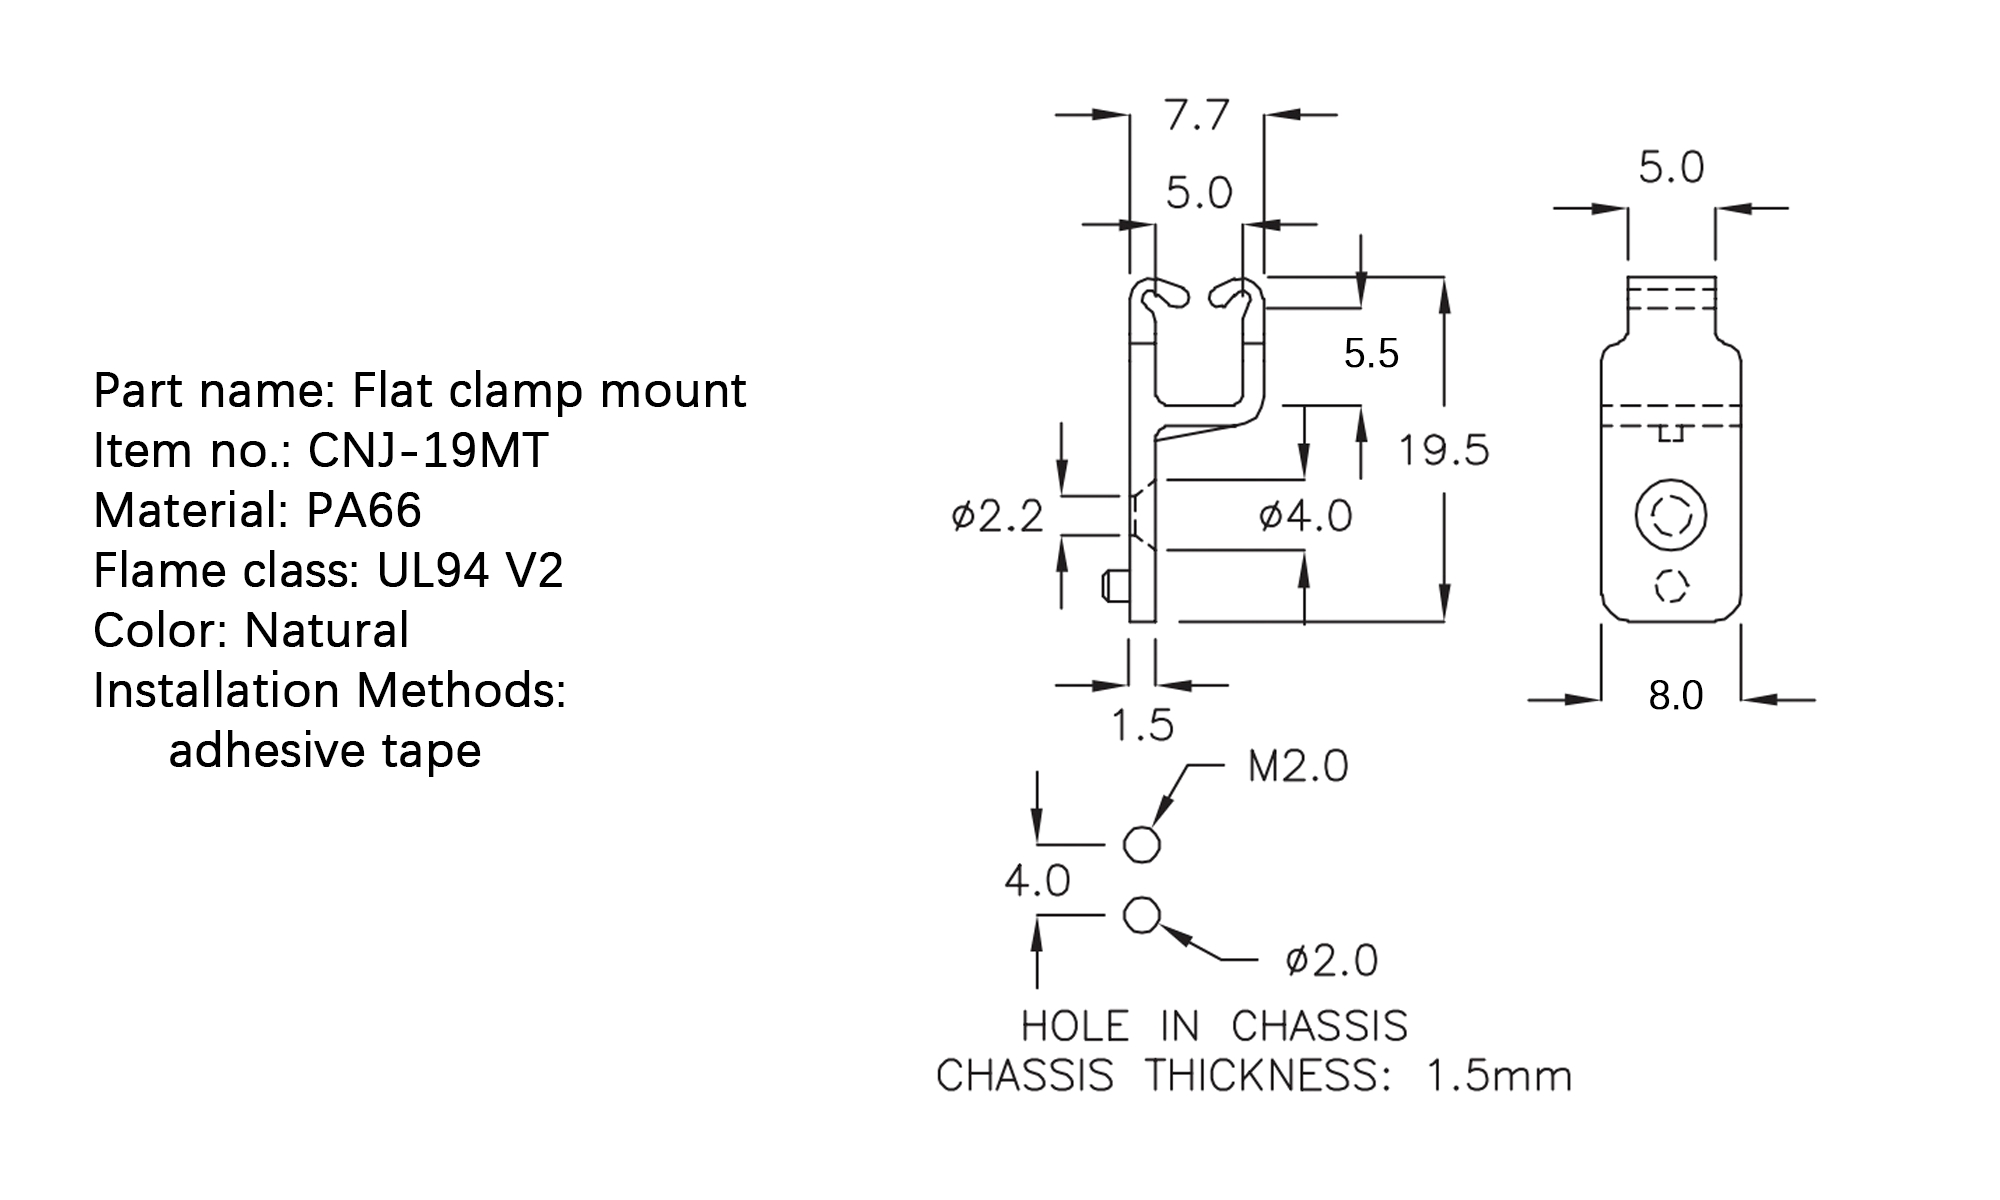 Part name: Flat clamp mount
Item no.: CNJ-19MT
Material: PA66
Flame class: UL94 V2
Color: Natural
Installation Methods:
adhesive tape
7.7
5.0
5.0
5.5
19.5
ø2.2
ø4.0
8.0
1.5
M2.0
4.0
ø2.0
HOLE IN CHASSIS
CHASSIS THICKNESS: 1.5mm